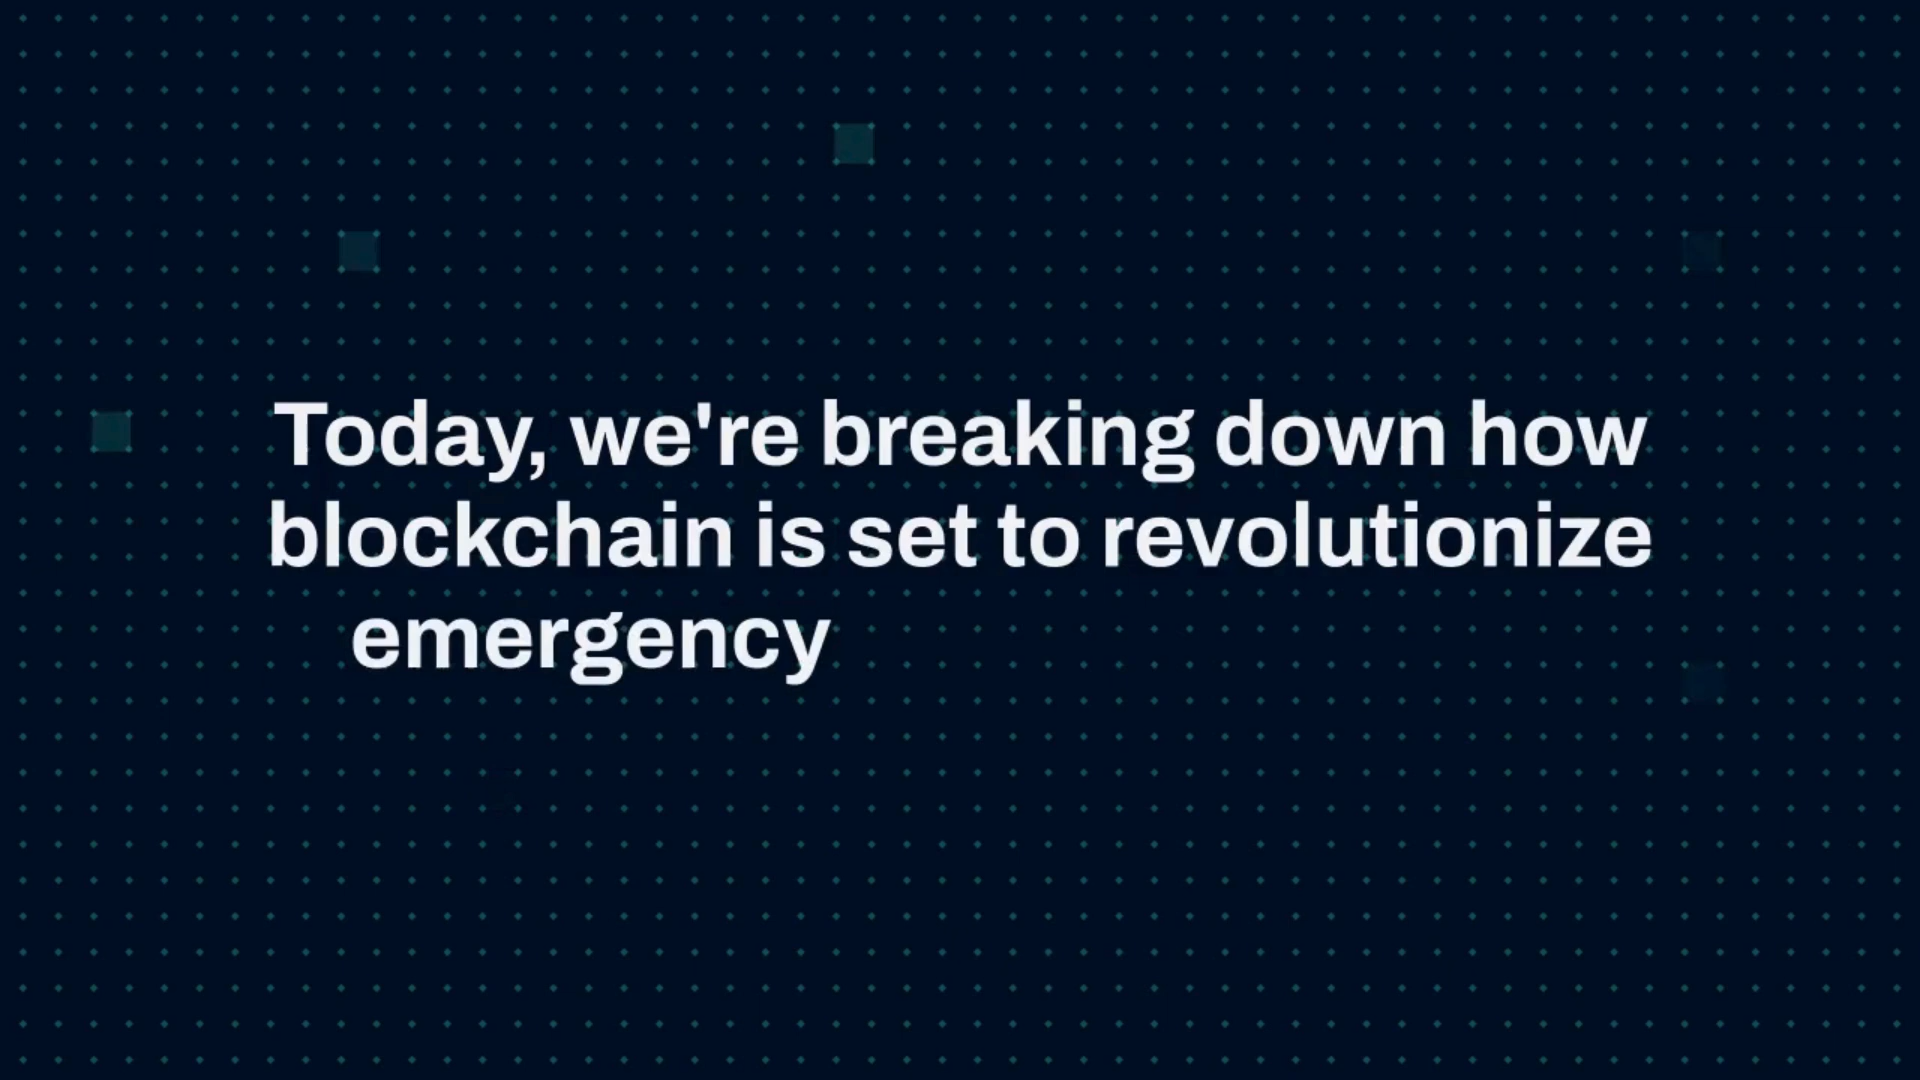 Today, we're breaking down how
blockchain is set to revolutionize
emergency